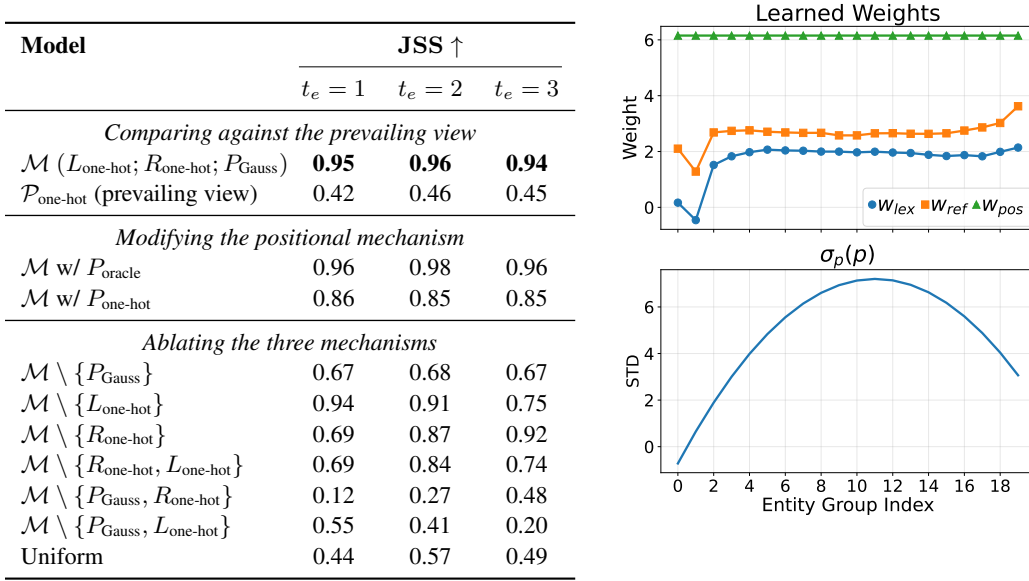 Model JSS ↑
t_e = 1 t_e = 2 t_e = 3
Comparing against the prevailing view
M (L_one-hot; R_one-hot; P_Gauss) 0.95 0.96 0.94
P_one-hot (prevailing view) 0.42 0.46 0.45
Modifying the positional mechanism
M w/ P_oracle 0.96 0.98 0.96
M w/ P_one-hot 0.86 0.85 0.85
Ablating the three mechanisms
M \ {P_Gauss} 0.67 0.68 0.67
M \ {L_one-hot} 0.94 0.91 0.75
M \ {R_one-hot} 0.69 0.87 0.92
M \ {R_one-hot, L_one-hot} 0.69 0.84 0.74
M \ {P_Gauss, R_one-hot} 0.12 0.27 0.48
M \ {P_Gauss, L_one-hot} 0.55 0.41 0.20
Uniform 0.44 0.57 0.49
Learned Weights
6
4
2
0
Weight
w_lex w_ref w_pos
σ_p(p)
6
4
2
0
STD
0 2 4 6 8 10 12 14 16 18
Entity Group Index